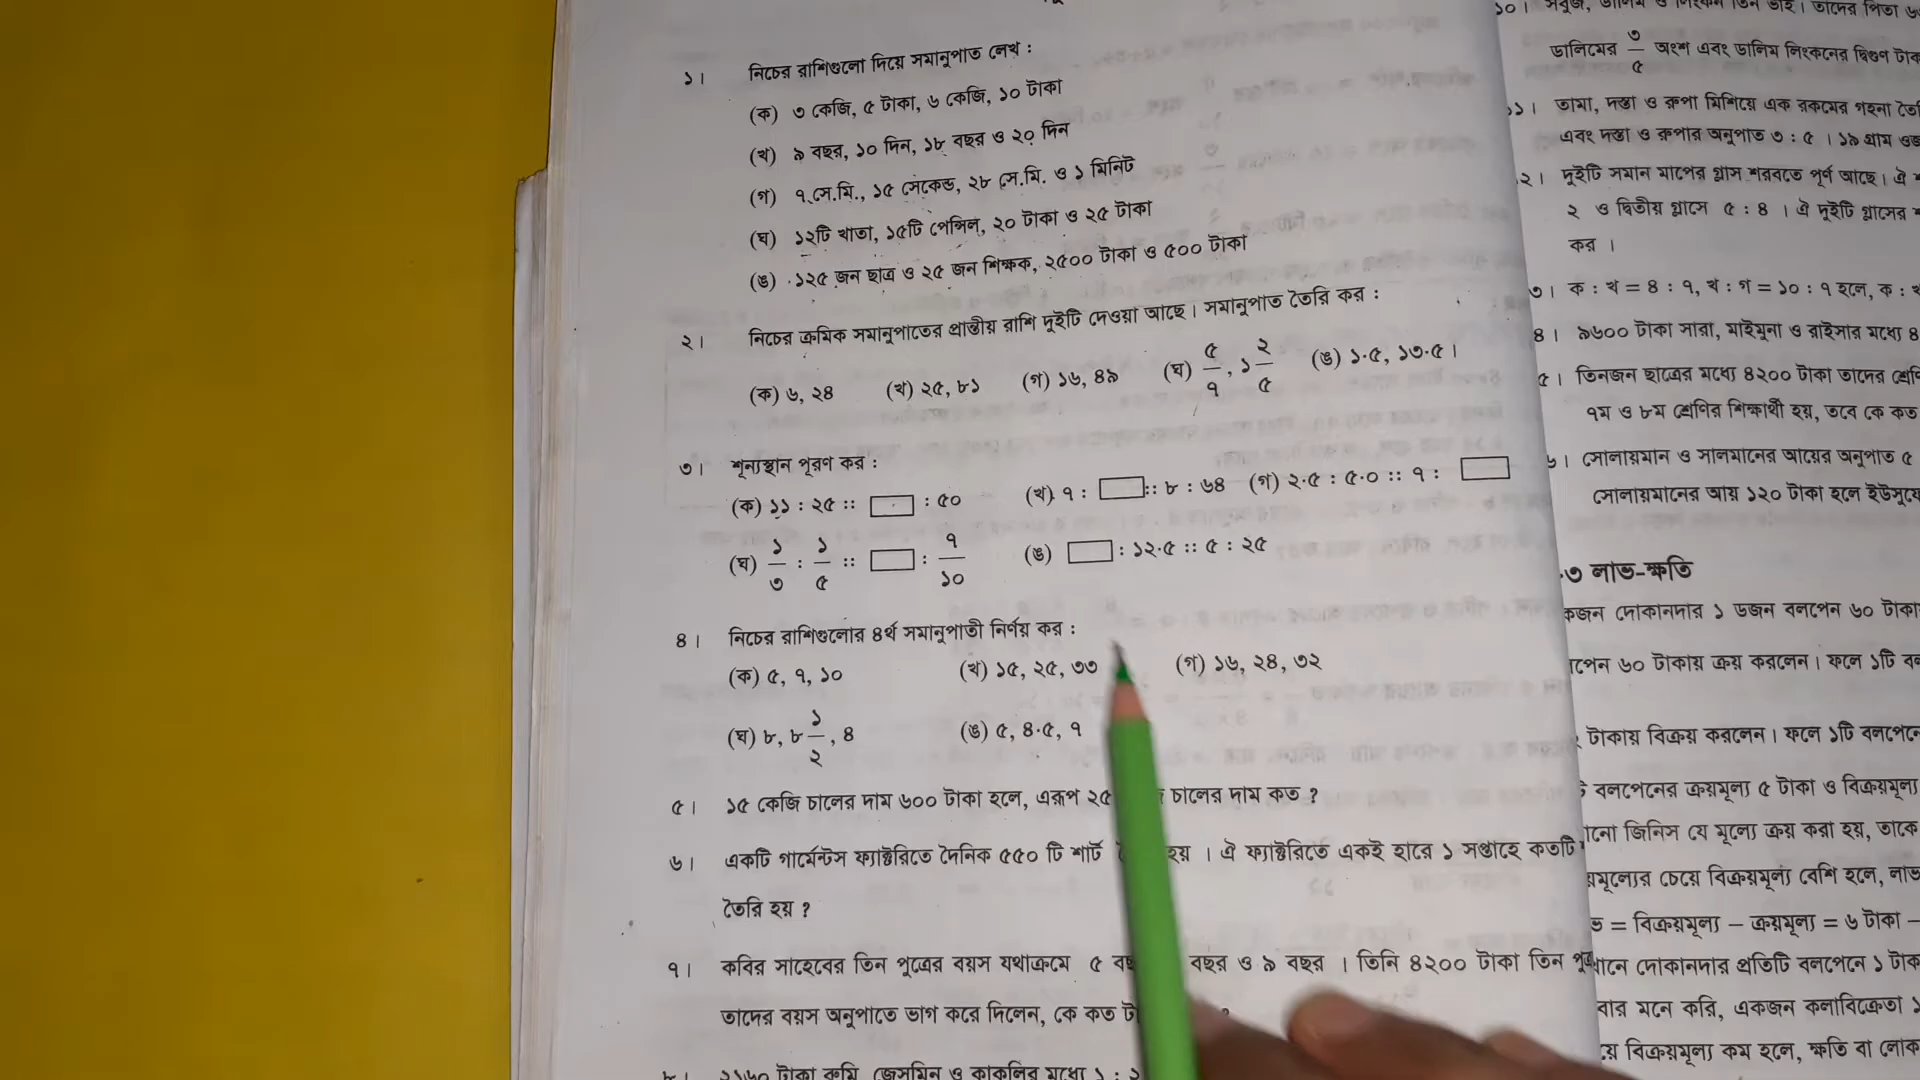 ১। নিচের রাশিগুলো দিয়ে সমানুপাত লেখ :
(ক) ৩ কেজি, ৫ টাকা, ৬ কেজি, ১০ টাকা
(খ) ৯ বছর, ১০ দিন, ১৮ বছর ও ২০ দিন
(গ) ৭ সে.মি., ১৫ সেকেন্ড, ২৮ সে.মি. ও ১ মিনিট
(ঘ) ১২টি খাতা, ১৫টি পেন্সিল, ২০ টাকা ও ২৫ টাকা
(ঙ) ১২৫ জন ছাত্র ও ২৫ জন শিক্ষক, ২৫০০ টাকা ও ৫০০ টাকা
২। নিচের ক্রমিক সমানুপাতের প্রান্তীয় রাশি দুইটি দেওয়া আছে। সমানুপাত তৈরি কর :
(ক) ৬, ২৪ (খ) ২৫, ৮১ (গ) ১৬, ৪৯ (ঘ) ৫/৭, ১ ২/৫ (ঙ) ১·৫, ১৩·৫।
৩। শূন্যস্থান পূরণ কর :
(ক) ১১ : ২৫ :: □ : ৫০ (খ) ৭ : □ :: ৮ : ৬৪ (গ) ২·৫ : ৫·০ :: ৭ : □
(ঘ) ১/৩ : ১/৫ :: □ : ৭/১০ (ঙ) □ : ১২·৫ :: ৫ : ২৫
৪। নিচের রাশিগুলোর ৪র্থ সমানুপাতী নির্ণয় কর :
(ক) ৫, ৭, ১০ (খ) ১৫, ২৫, ৩৩ (গ) ১৬, ২৪, ৩২
(ঘ) ৮, ৮ ১/২, ৪ (ঙ) ৫, ৪·৫, ৭
৫। ১৫ কেজি চালের দাম ৬০০ টাকা হলে, এরূপ ২৫ চালের দাম কত ?
৬। একটি গার্মেন্টস ফ্যাক্টরিতে দৈনিক ৫৫০ টি শার্ট হয় । ঐ ফ্যাক্টরিতে একই হারে ১ সপ্তাহে কতটি
তৈরি হয় ?
৭। কবির সাহেবের তিন পুত্রের বয়স যথাক্রমে ৫ বছর ও ৯ বছর । তিনি ৪২০০ টাকা তিন
তাদের বয়স অনুপাতে ভাগ করে দিলেন, কে কত
ডালিমের ৩/৫ অংশ এবং ডালিম লিংকনের দ্বিগুণ
তামা, দস্তা ও রুপা মিশিয়ে এক রকমের গহনা
এবং দস্তা ও রুপার অনুপাত ৩ : ৫ । ১৯ গ্রাম
২। দুইটি সমান মাপের গ্লাস শরবতে পূর্ণ আছে। ঐ
২ ও দ্বিতীয় গ্লাসে ৫ : ৪ । ঐ দুইটি গ্লাসের
কর ।
৩। ক : খ = ৪ : ৭, খ : গ = ১০ : ৭ হলে, ক :
৪। ৯৬০০ টাকা সারা, মাইমুনা ও রাইসার মধ্যে ৪
৫। তিনজন ছাত্রের মধ্যে ৪২০০ টাকা তাদের
৭ম ও ৮ম শ্রেণির শিক্ষার্থী হয়, তবে কে কত
৬। সোলায়মান ও সালমানের আয়ের অনুপাত ৫
সোলায়মানের আয় ১২০ টাকা হলে
·৩ লাভ-ক্ষতি
দোকানদার ১ ডজন বলপেন ৬০ টাকা
৬০ টাকায় ক্রয় করলেন। ফলে ১টি
টাকায় বিক্রয় করলেন। ফলে ১টি
বলপেনের ক্রয়মূল্য ৫ টাকা ও বিক্রয়মূল্য
জিনিস যে মূল্যে ক্রয় করা হয়, তাকে
চেয়ে বিক্রয়মূল্য বেশি হলে, লাভ
= বিক্রয়মূল্য – ক্রয়মূল্য = ৬ টাকা –
দোকানদার প্রতিটি বলপেনে ১ টাকা
মনে করি, একজন কলাবিক্রেতা ১
বিক্রয়মূল্য কম হলে, ক্ষতি বা